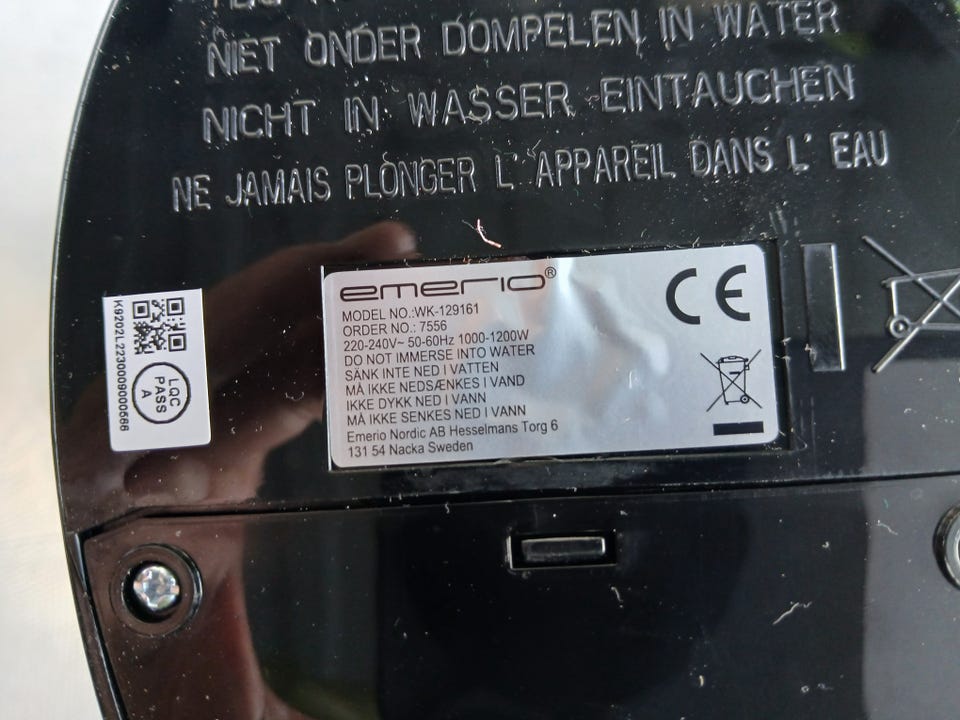 NIET ONDER DOMPELEN IN WATER
NICHT IN WASSER EINTAUCHEN
NE JAMAIS PLONGER L'APPAREIL DANS L'EAU
emerio®
MODEL NO.:WK-129161
ORDER NO.: 7556
220-240V~ 50-60Hz 1000-1200W
DO NOT IMMERSE INTO WATER
SÄNK INTE NED I VATTEN
MÅ IKKE NEDSÆNKES I VAND
IKKE DYKK NED I VANN
MÅ IKKE SENKES NED I VANN
Emerio Nordic AB Hesselmans Torg 6
131 54 Nacka Sweden
CE
K9202L2230009000566
LQC
PASS
A